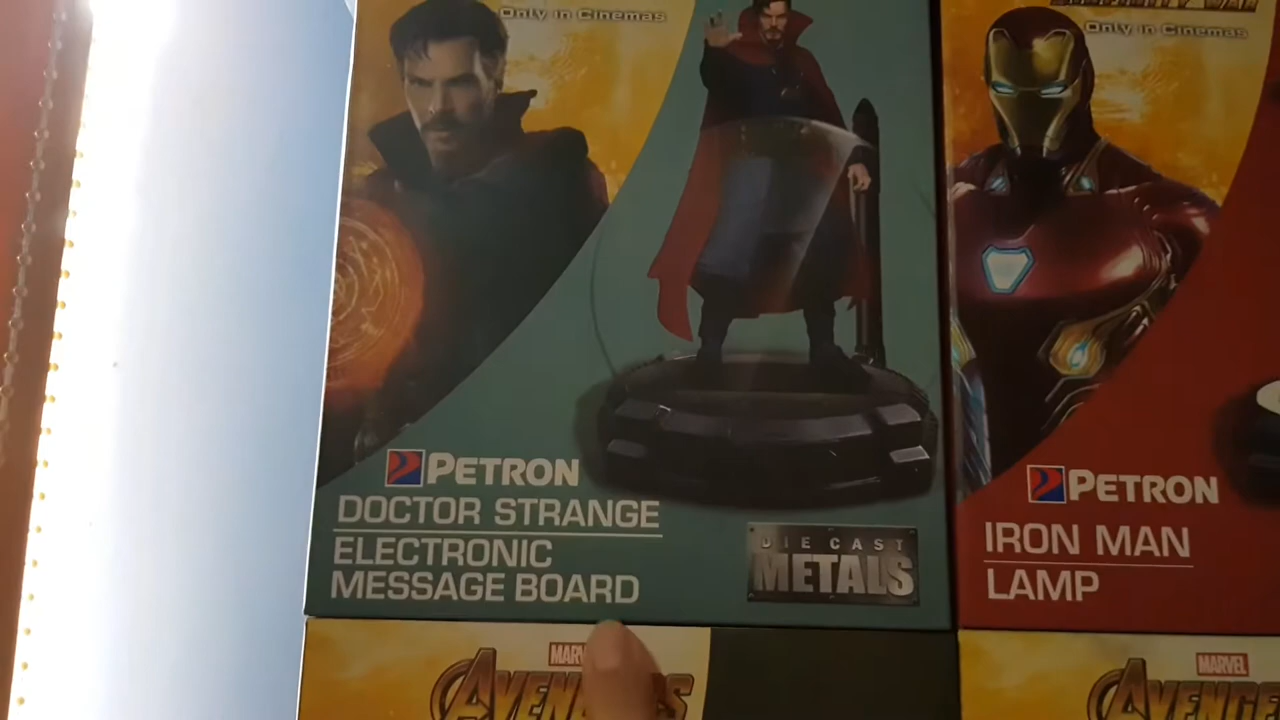 Only in Cinemas
PETRON
DOCTOR STRANGE
ELECTRONIC
MESSAGE BOARD
DIE CAST
METALS
Only in Cinemas
PETRON
IRON MAN
LAMP
MARVEL